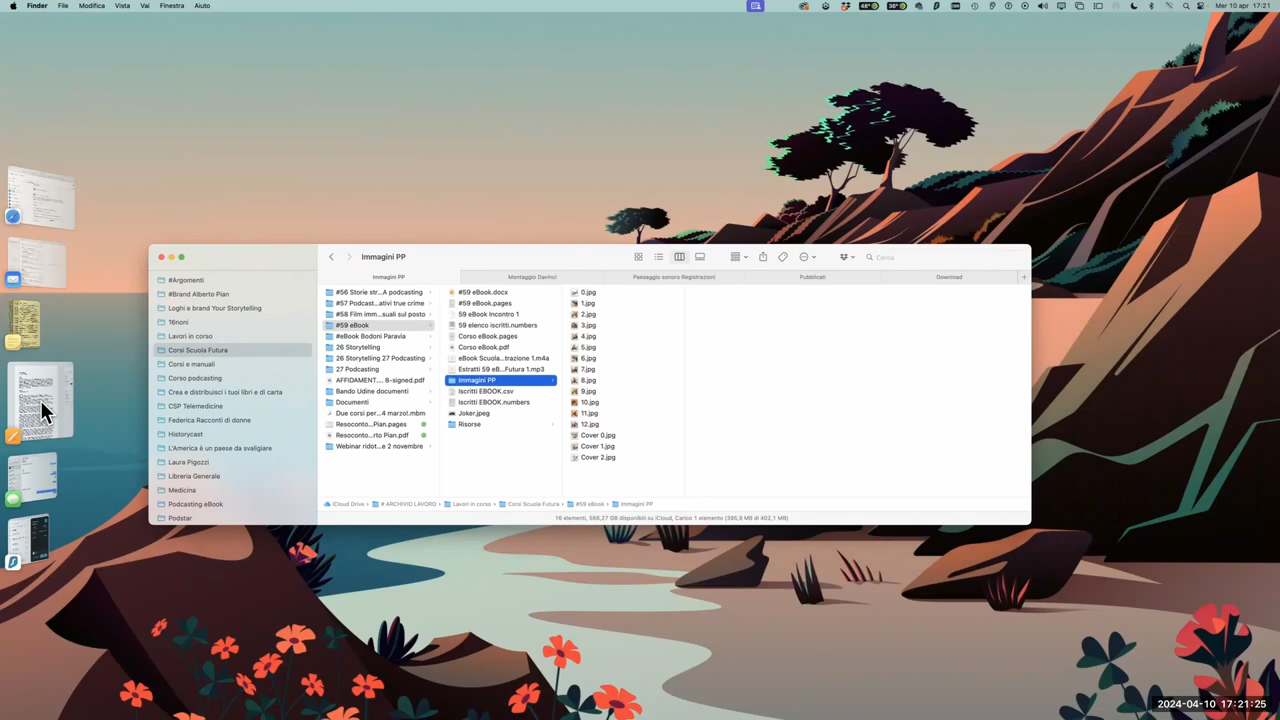 Finder File Modifica Vista Vai Finestra Aiuto
48° 36° Mer 10 apr 17:21
Immagini PP
Cerca
Immagini PP Montaggio Davinci Paesaggio sonoro Registrazioni Pubblicati Download
#Argomenti
#Brand Alberto Pian
Loghi e brand Your Storytelling
16noni
Lavori in corso
Corsi Scuola Futura
Corsi e manuali
Corso podcasting
Crea e distribuisci i tuoi libri e di carta
CSP Telemedicine
Federica Racconti di donne
Historycast
L'America è un paese da svaligiare
Laura Pigozzi
Libreria Generale
Medicina
Podcasting eBook
Podstar
#56 Storie str...A podcasting
#57 Podcast...ativi true crime
#58 Film imm...suali sul posto
#59 eBook
#eBook Bodoni Paravia
26 Storytelling
26 Storytelling 27 Podcasting
27 Podcasting
AFFIDAMENT.... 8-signed.pdf
Bando Udine documenti
Documenti
Due corsi per...4 marzo!.mbm
Resoconto...Pian.pages
Resoconto...rto Pian.pdf
Webinar ridot...e 2 novembre
#59 eBook.docx
#59 eBook.pages
59 eBook Incontro 1
59 elenco iscritti.numbers
Corso eBook.pages
Corso eBook.pdf
eBook Scuola...trazione 1.m4a
Estratti 59 eB...Futura 1.mp3
Immagini PP
Iscritti EBOOK.csv
Iscritti EBOOK.numbers
Joker.jpeg
Risorse
0.jpg
1.jpg
2.jpg
3.jpg
4.jpg
5.jpg
6.jpg
7.jpg
8.jpg
9.jpg
10.jpg
11.jpg
12.jpg
Cover 0.jpg
Cover 1.jpg
Cover 2.jpg
iCloud Drive › # ARCHIVIO LAVORO › Lavori in corso › Corsi Scuola Futura › #59 eBook › Immagini PP
16 elementi, 566,27 GB disponibili su iCloud, Carico 1 elemento (395,9 MB di 402,1 MB)
2024-04-10 17:21:25